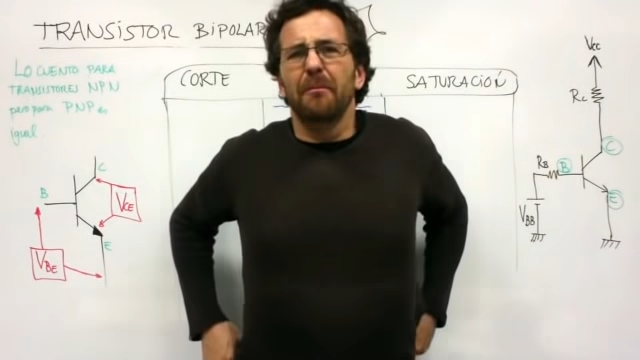 TRANSISTOR BIPOLAR
LO CUENTO PARA
TRANSISTORES NPN
pero para PNP es
igual
CORTE
SATURACIÓN
C
B
VCE
E
VBE
Vcc
Rc
C
RB
B
E
VBB